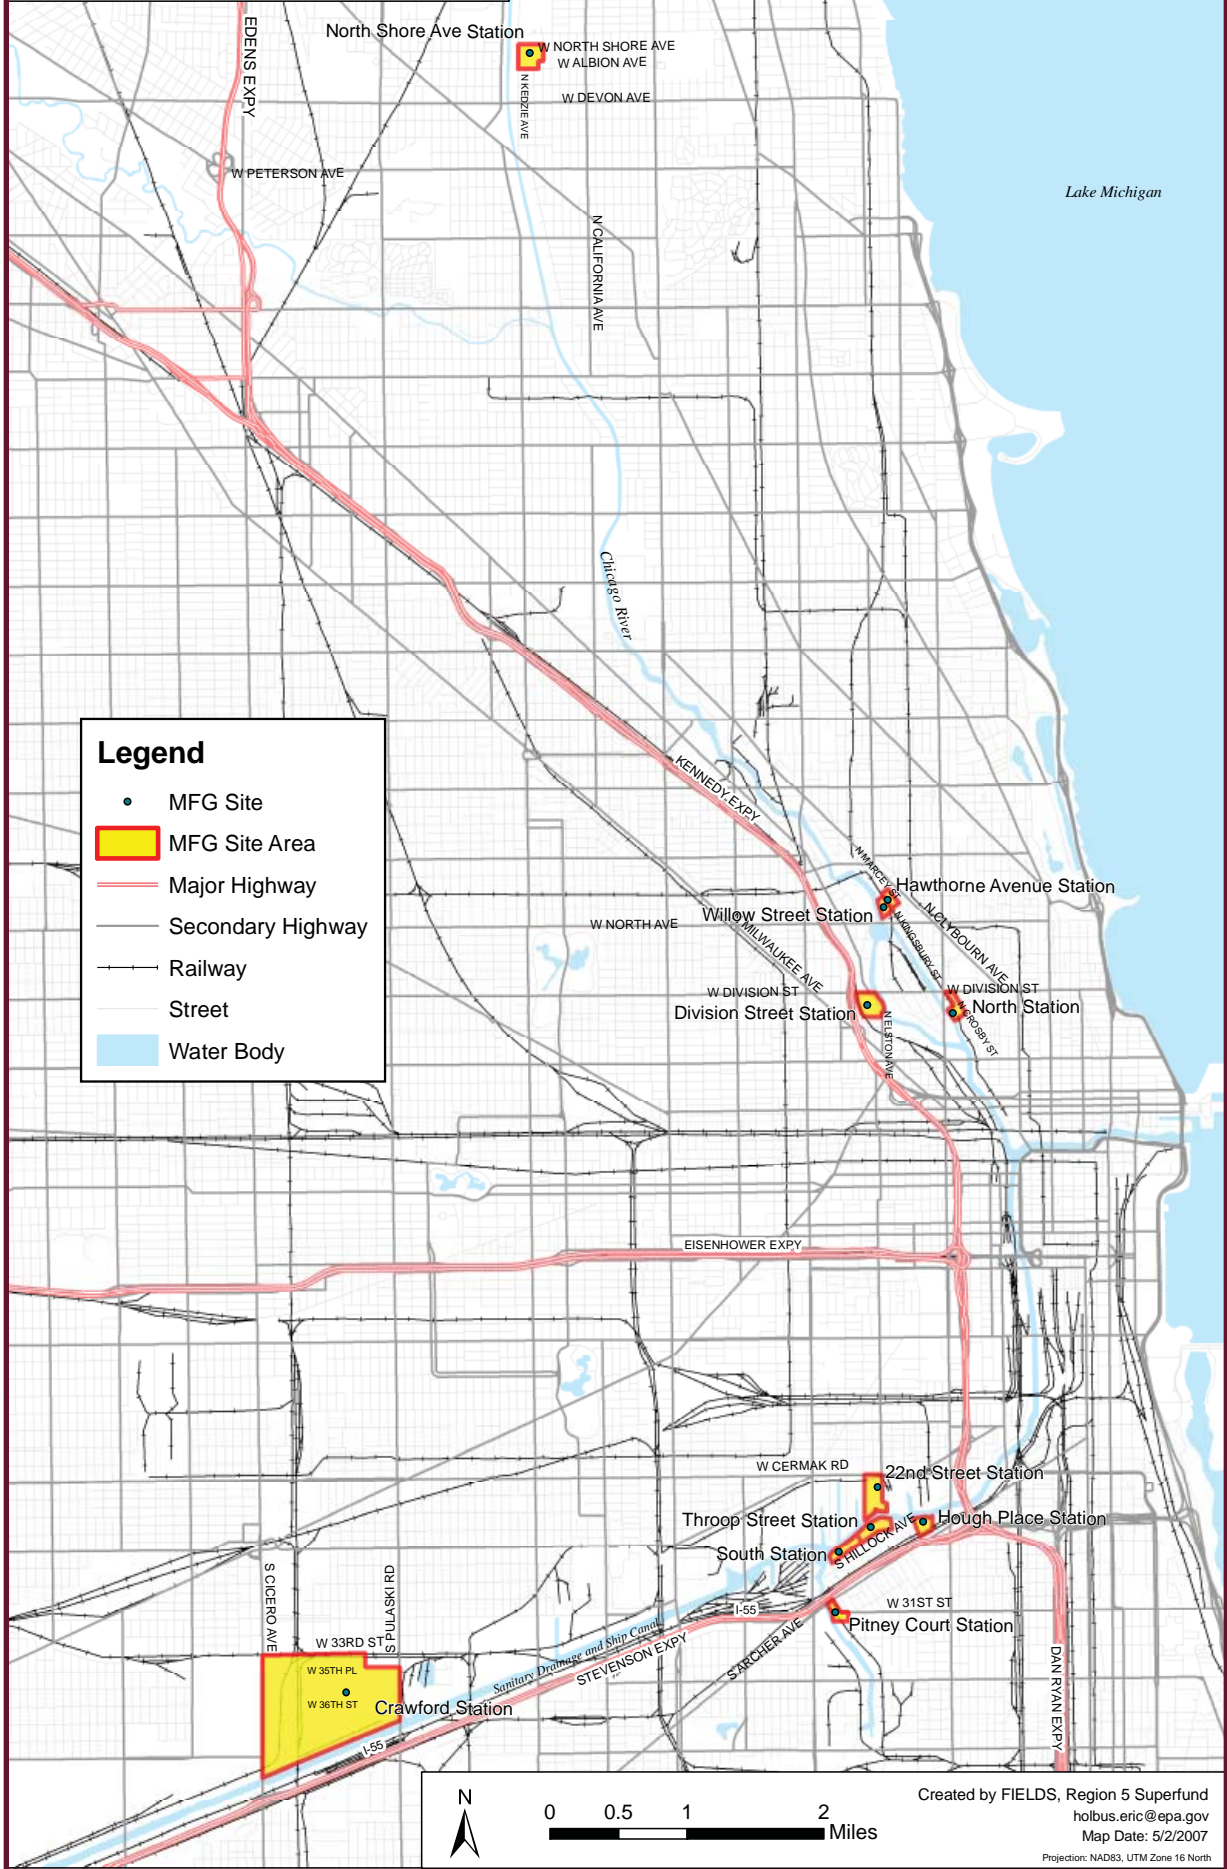 North Shore Ave Station
W NORTH SHORE AVE
W ALBION AVE
EDENS EXPY
N KEDZIE AVE
W DEVON AVE
W PETERSON AVE
Lake Michigan
N CALIFORNIA AVE
Chicago River
Legend
MFG Site
MFG Site Area
Major Highway
Secondary Highway
Railway
Street
Water Body
KENNEDY EXPY
N MARCEY ST
Hawthorne Avenue Station
Willow Street Station
W NORTH AVE
N MILWAUKEE AVE
N KINGSBURY ST
N CLYBOURN AVE
W DIVISION ST
W DIVISION ST
Division Street Station
North Station
N ELSTON AVE
N CROSBY ST
EISENHOWER EXPY
W CERMAK RD
22nd Street Station
Throop Street Station
Hough Place Station
South Station
S HILLOCK AVE
S CICERO AVE
S PULASKI RD
I-55
W 31ST ST
Pitney Court Station
W 33RD ST
Sanitary Drainage and Ship Canal
STEVENSON EXPY
S ARCHER AVE
DAN RYAN EXPY
W 35TH PL
W 36TH ST
Crawford Station
I-55
N
0 0.5 1 2
Miles
Created by FIELDS, Region 5 Superfund
holbus.eric@epa.gov
Map Date: 5/2/2007
Projection: NAD83, UTM Zone 16 North